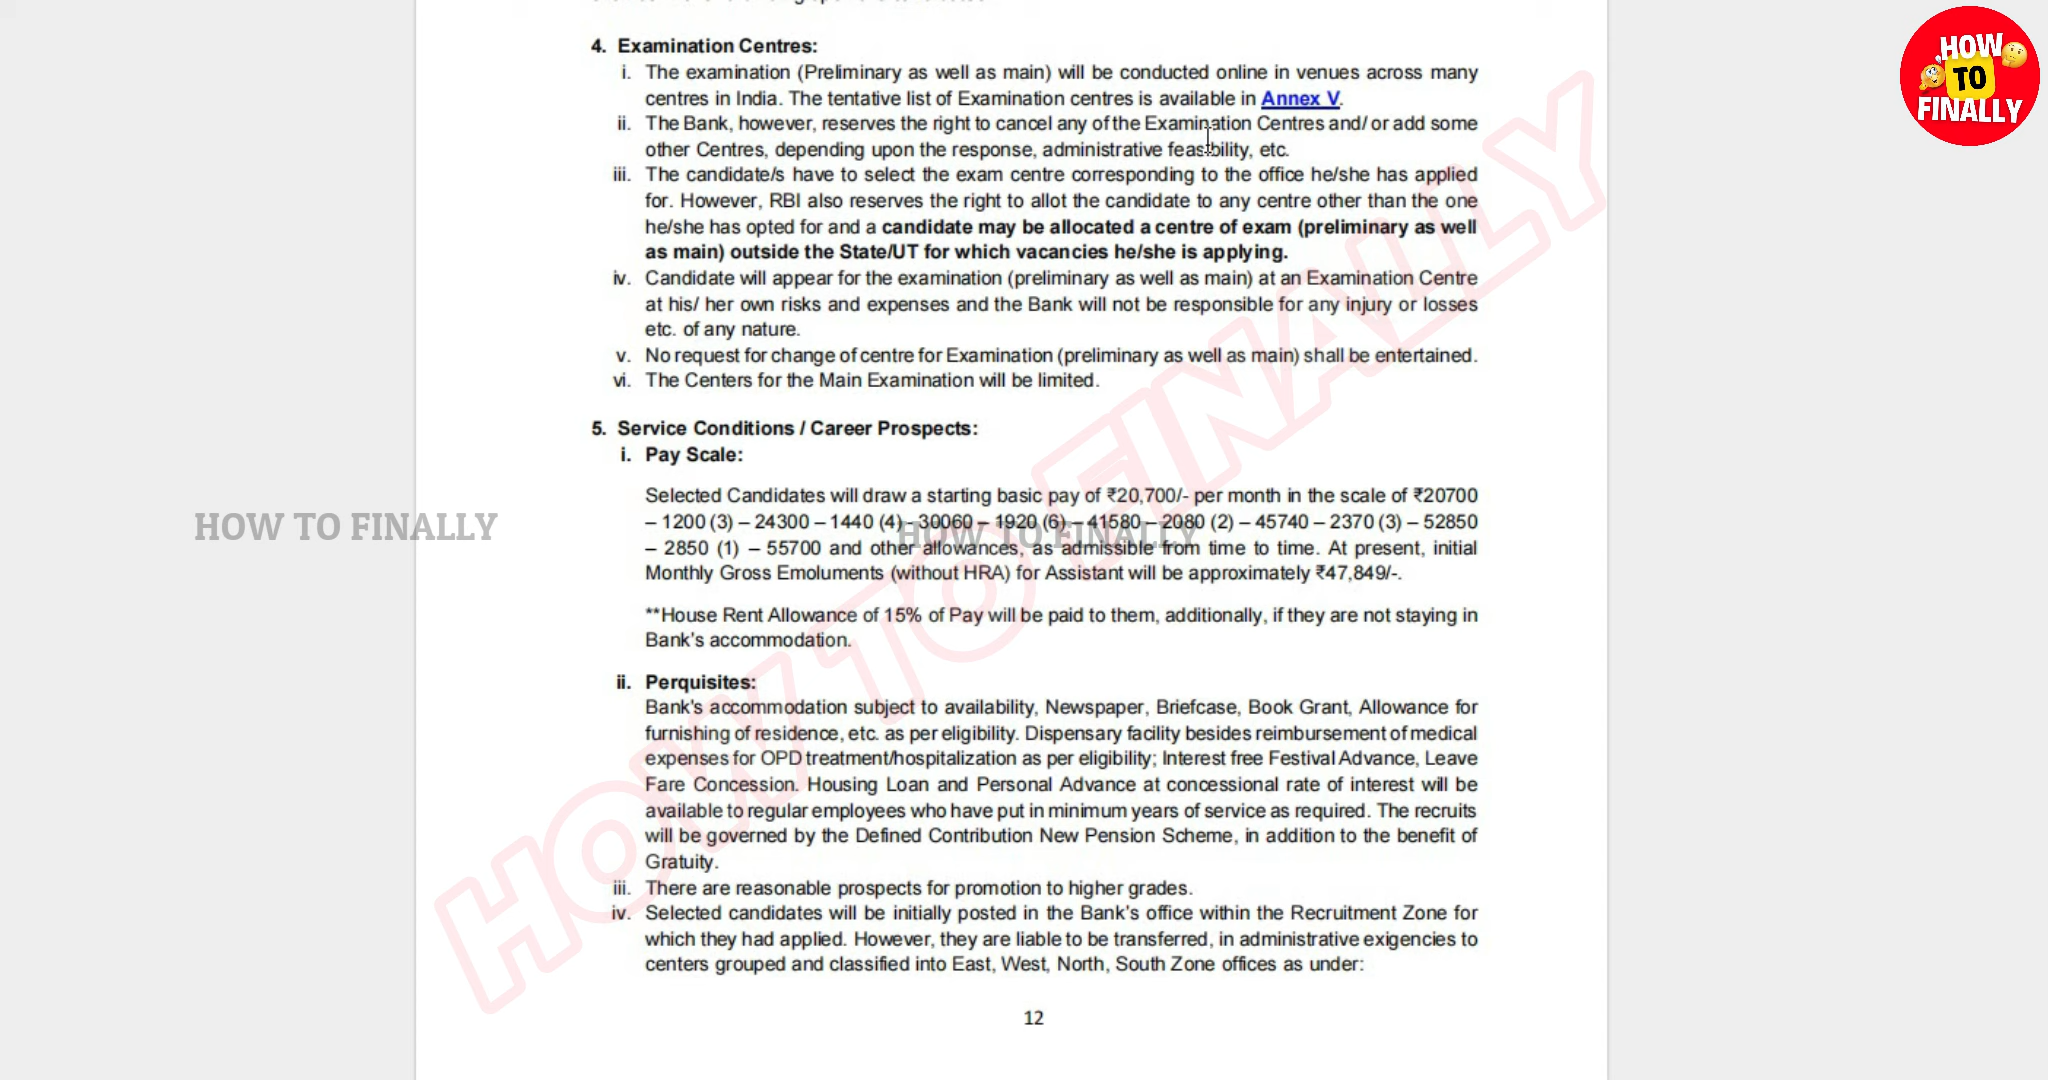 4. Examination Centres:
i. The examination (Preliminary as well as main) will be conducted online in venues across many
centres in India. The tentative list of Examination centres is available in Annex V.
ii. The Bank, however, reserves the right to cancel any of the Examination Centres and/ or add some
other Centres, depending upon the response, administrative feasibility, etc.
iii. The candidate/s have to select the exam centre corresponding to the office he/she has applied
for. However, RBI also reserves the right to allot the candidate to any centre other than the one
he/she has opted for and a candidate may be allocated a centre of exam (preliminary as well
as main) outside the State/UT for which vacancies he/she is applying.
iv. Candidate will appear for the examination (preliminary as well as main) at an Examination Centre
at his/ her own risks and expenses and the Bank will not be responsible for any injury or losses
etc. of any nature.
v. No request for change of centre for Examination (preliminary as well as main) shall be entertained.
vi. The Centers for the Main Examination will be limited.
5. Service Conditions / Career Prospects:
i. Pay Scale:
Selected Candidates will draw a starting basic pay of ₹20,700/- per month in the scale of ₹20700
– 1200 (3) – 24300 – 1440 (4) – 30060 – 1920 (6) – 41580 – 2080 (2) – 45740 – 2370 (3) – 52850
– 2850 (1) – 55700 and other allowances, as admissible from time to time. At present, initial
Monthly Gross Emoluments (without HRA) for Assistant will be approximately ₹47,849/-.
**House Rent Allowance of 15% of Pay will be paid to them, additionally, if they are not staying in
Bank's accommodation.
ii. Perquisites:
Bank's accommodation subject to availability, Newspaper, Briefcase, Book Grant, Allowance for
furnishing of residence, etc. as per eligibility. Dispensary facility besides reimbursement of medical
expenses for OPD treatment/hospitalization as per eligibility; Interest free Festival Advance, Leave
Fare Concession. Housing Loan and Personal Advance at concessional rate of interest will be
available to regular employees who have put in minimum years of service as required. The recruits
will be governed by the Defined Contribution New Pension Scheme, in addition to the benefit of
Gratuity.
iii. There are reasonable prospects for promotion to higher grades.
iv. Selected candidates will be initially posted in the Bank's office within the Recruitment Zone for
which they had applied. However, they are liable to be transferred, in administrative exigencies to
centers grouped and classified into East, West, North, South Zone offices as under:
12
HOW TO FINALLY
HOW TO FINALLY
HOW TO FINALLY
HOW
TO
FINALLY